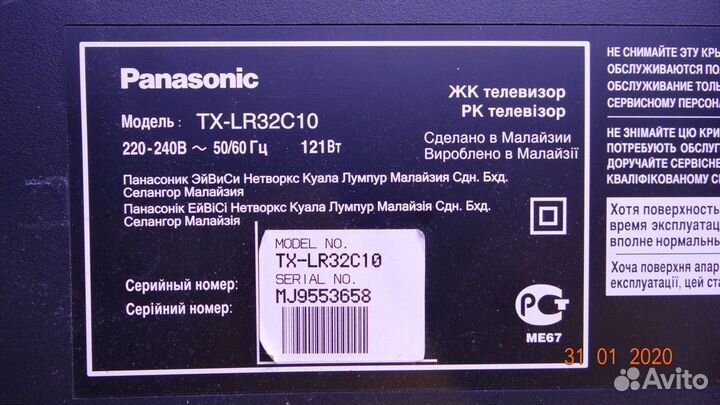 Panasonic
ЖК телевизор
РК телевізор
Модель : TX-LR32C10
220-240В ~ 50/60 Гц 121Вт
Сделано в Малайзии
Вироблено в Малайзії
Панасоник ЭйВиСи Нетворкс Куала Лумпур Малайзия Сдн. Бхд.
Селангор Малайзия
Панасонік ЕйВіСі Нетворкс Куала Лумпур Малайзія Сдн. Бхд.
Селангор Малайзія
MODEL NO.
TX-LR32C10
SERIAL NO.
MJ9553658
Серийный номер:
Серійний номер:
РСТ
ME67
НЕ СНИМАЙТЕ ЭТУ КРЫ
ОБСЛУЖИВАЮТСЯ ПО
ОБСЛУЖИВАНИЕ ТОЛЬ
СЕРВИСНОМУ ПЕРСОНА
НЕ ЗНІМАЙТЕ ЦЮ КРИ
ПОТРЕБУЮТЬ ОБСЛУГ
ДОРУЧАЙТЕ СЕРВІСНЕ
КВАЛІФІКОВАНОМУ С
Хотя поверхность
время эксплуатац
вполне нормальны
Хоча поверхня апар
експлуатації, цей ста
31 01 2020
Avito